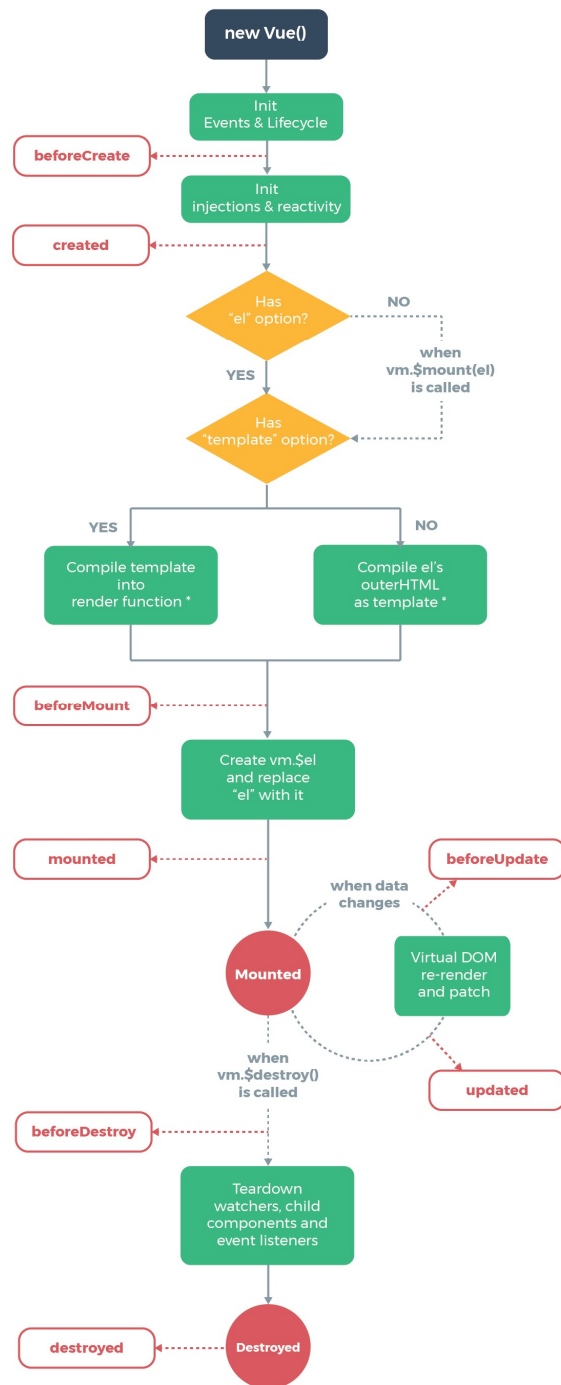 new Vue()
Init
Events & Lifecycle
beforeCreate
Init
injections & reactivity
created
Has
“el” option?
NO
when
vm.$mount(el)
is called
YES
Has
“template” option?
YES
NO
Compile template
into
render function *
Compile el’s
outerHTML
as template *
beforeMount
Create vm.$el
and replace
“el” with it
mounted
beforeUpdate
when data
changes
Mounted
Virtual DOM
re-render
and patch
when
vm.$destroy()
is called
updated
beforeDestroy
Teardown
watchers, child
components and
event listeners
destroyed
Destroyed